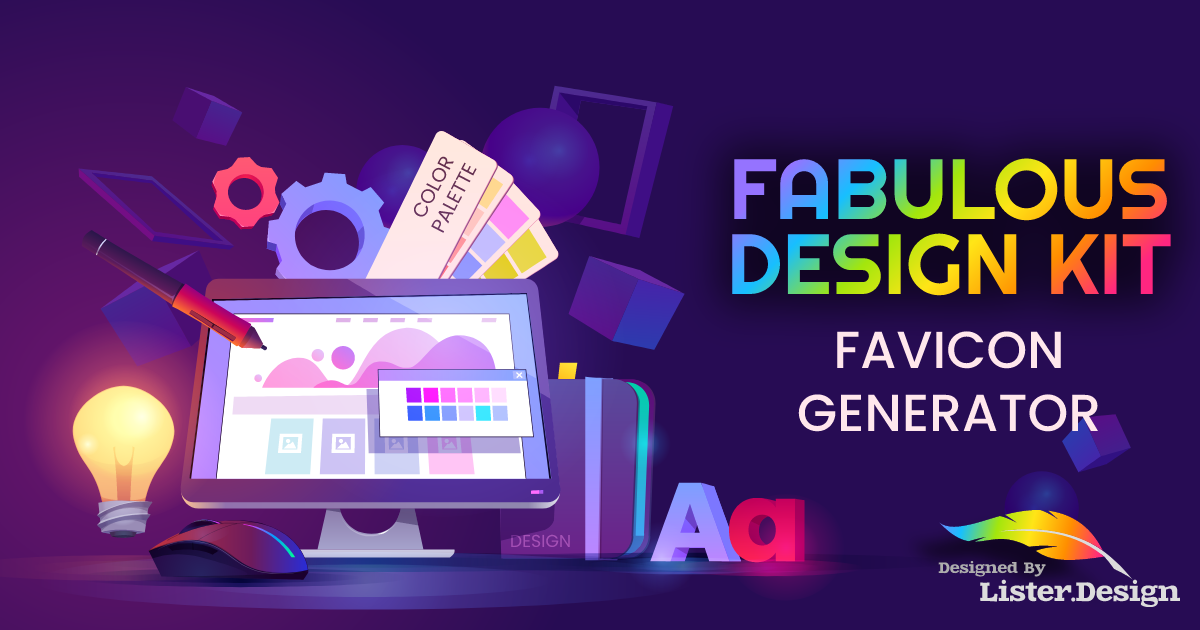 COLOR
PALETTE
FABULOUS
DESIGN KIT
FAVICON
GENERATOR
DESIGN
Aa
Designed By
Lister.Design